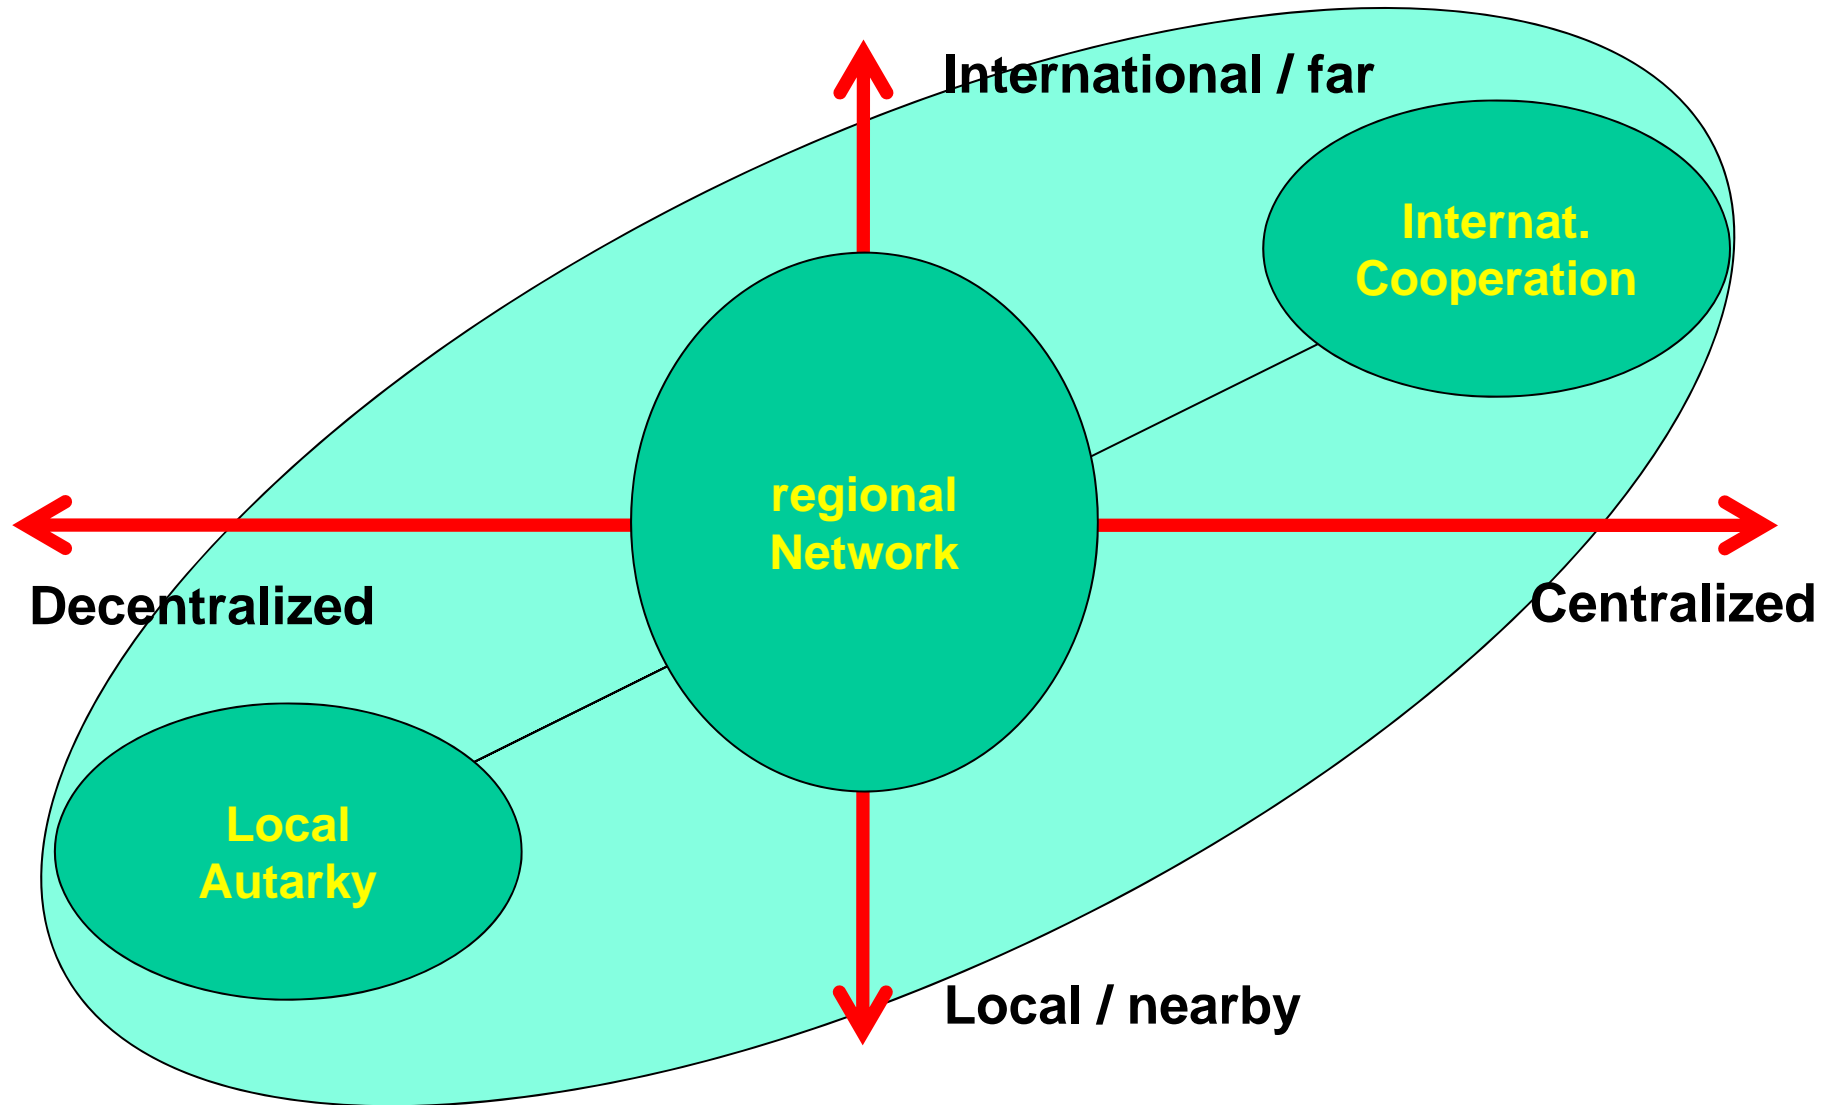 International / far
Internat.
Cooperation
regional
Network
Decentralized
Centralized
Local
Autarky
Local / nearby